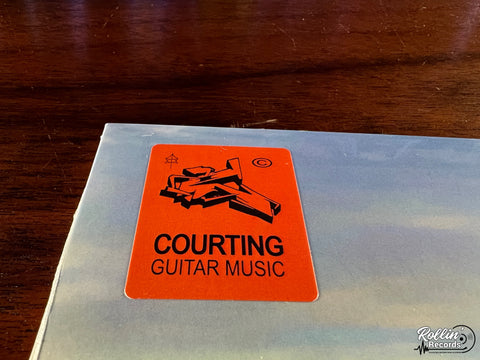 ©
COURTING
GUITAR MUSIC
Rollin'
Records